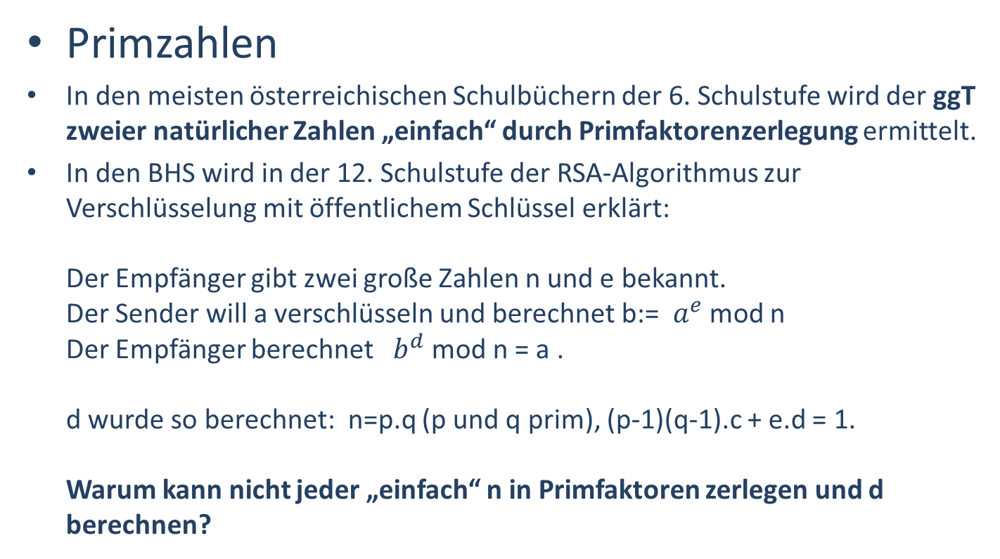 • Primzahlen
• In den meisten österreichischen Schulbüchern der 6. Schulstufe wird der ggT
zweier natürlicher Zahlen „einfach“ durch Primfaktorenzerlegung ermittelt.
• In den BHS wird in der 12. Schulstufe der RSA-Algorithmus zur
Verschlüsselung mit öffentlichem Schlüssel erklärt:
Der Empfänger gibt zwei große Zahlen n und e bekannt.
Der Sender will a verschlüsseln und berechnet b:= $a^e$ mod n
Der Empfänger berechnet $b^d$ mod n = a .
d wurde so berechnet: n=p.q (p und q prim), (p-1)(q-1).c + e.d = 1.
Warum kann nicht jeder „einfach“ n in Primfaktoren zerlegen und d
berechnen?